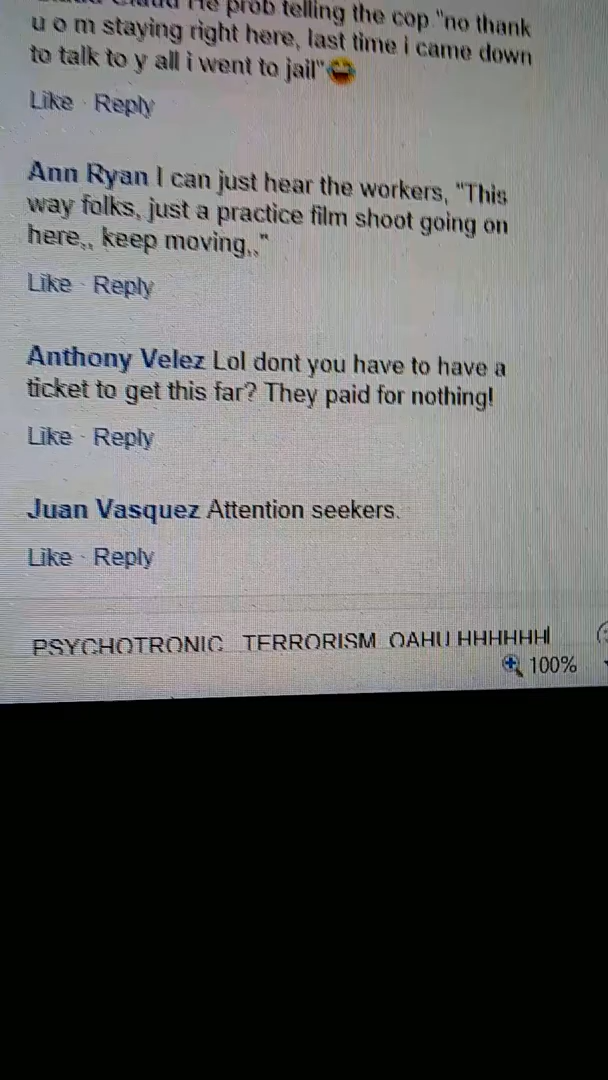 He prob telling the cop "no thank
u o m staying right here, last time i came down
to talk to y all i went to jail"😂
Like · Reply
Ann Ryan I can just hear the workers, "This
way folks, just a practice film shoot going on
here,, keep moving,,"
Like · Reply
Anthony Velez Lol dont you have to have a
ticket to get this far? They paid for nothing!
Like · Reply
Juan Vasquez Attention seekers.
Like · Reply
PSYCHOTRONIC TERRORISM OAHU HHHHHH
100%